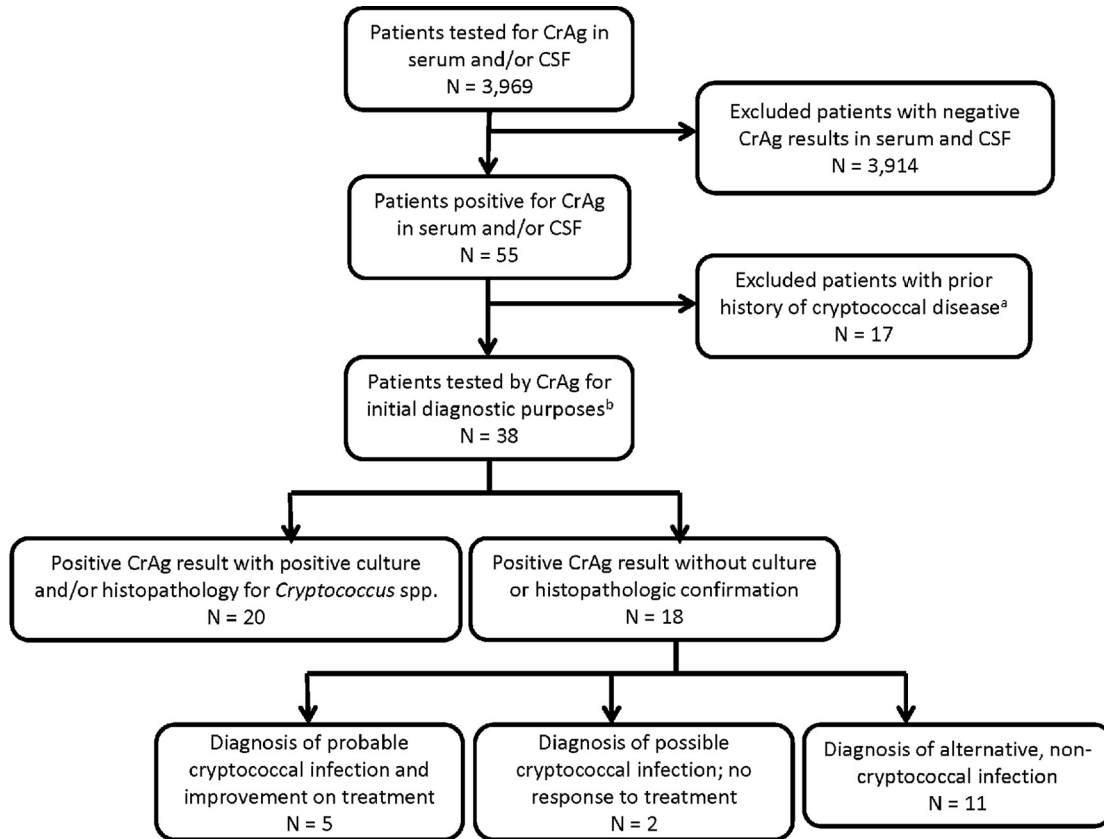 Patients tested for CrAg in
serum and/or CSF
N = 3,969
Excluded patients with negative
CrAg results in serum and CSF
N = 3,914
Patients positive for CrAg
in serum and/or CSF
N = 55
Excluded patients with prior
history of cryptococcal diseaseᵃ
N = 17
Patients tested by CrAg for
initial diagnostic purposesᵇ
N = 38
Positive CrAg result with positive culture
and/or histopathology for Cryptococcus spp.
N = 20
Positive CrAg result without culture
or histopathologic confirmation
N = 18
Diagnosis of probable
cryptococcal infection and
improvement on treatment
N = 5
Diagnosis of possible
cryptococcal infection; no
response to treatment
N = 2
Diagnosis of alternative, non-
cryptococcal infection
N = 11